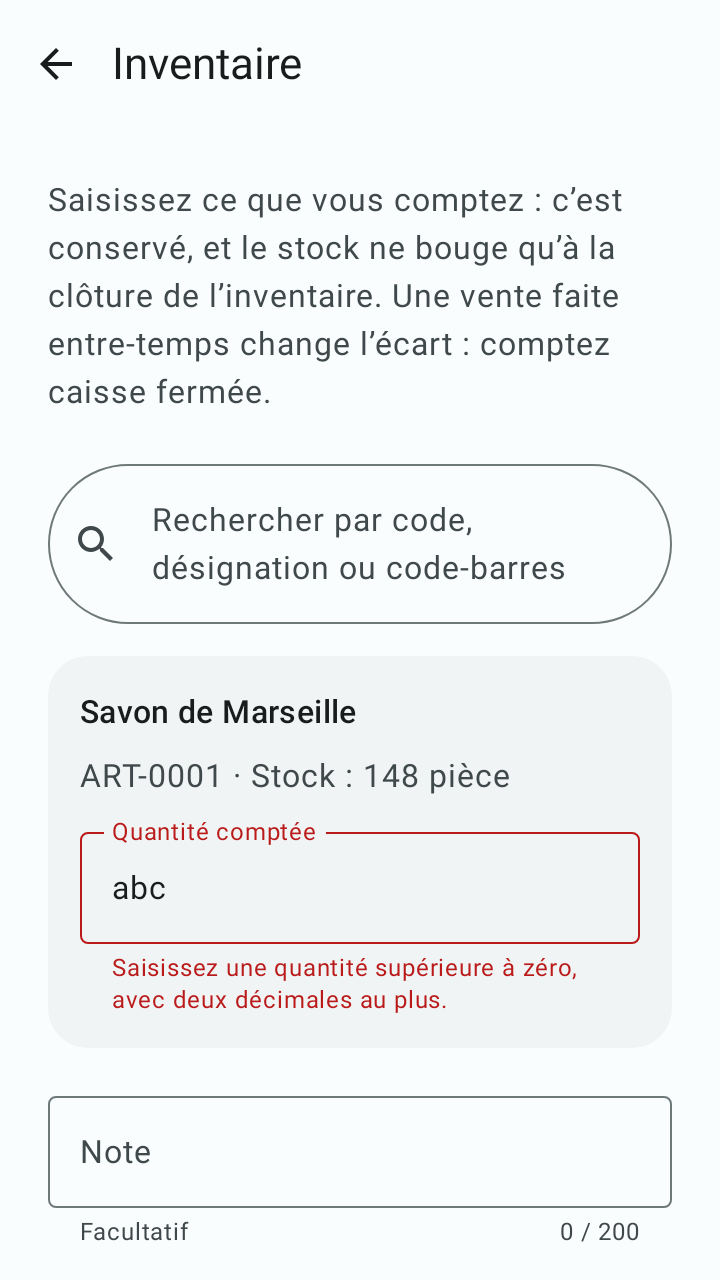 Inventaire
Saisissez ce que vous comptez : c’est
conservé, et le stock ne bouge qu’à la
clôture de l’inventaire. Une vente faite
entre-temps change l’écart : comptez
caisse fermée.
Rechercher par code,
désignation ou code-barres
Savon de Marseille
ART-0001 · Stock : 148 pièce
Quantité comptée
abc
Saisissez une quantité supérieure à zéro,
avec deux décimales au plus.
Note
Facultatif 0 / 200